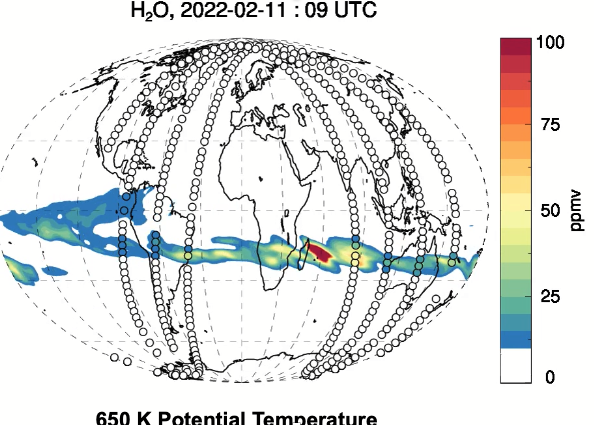 H₂O, 2022-02-11 : 09 UTC
100
75
50
25
0
ppmv
650 K Potential Temperature